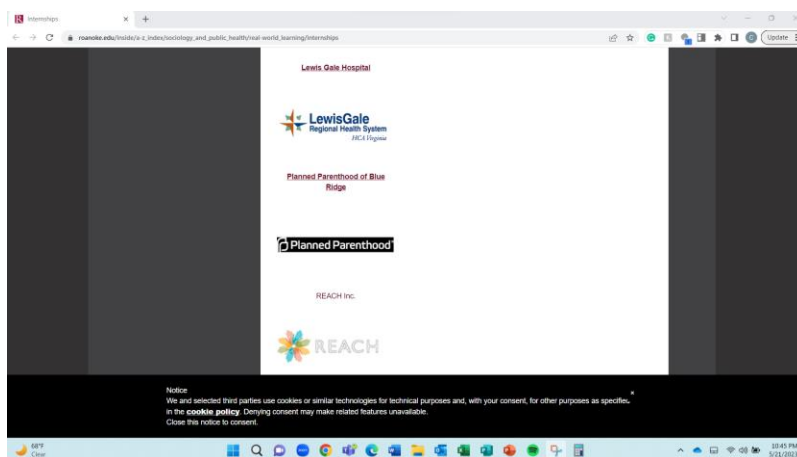 Internships
roanoke.edu/inside/a-z_index/sociology_and_public_health/real-world_learning/internships
Update
Lewis Gale Hospital
LewisGale
Regional Health System
HCA Virginia
Planned Parenthood of Blue
Ridge
Planned Parenthood
REACH Inc.
REACH
Notice
We and selected third parties use cookies or similar technologies for technical purposes and, with your consent, for other purposes as specified
in the cookie policy. Denying consent may make related features unavailable.
Close this notice to consent.
68°F
Clear
10:45 PM